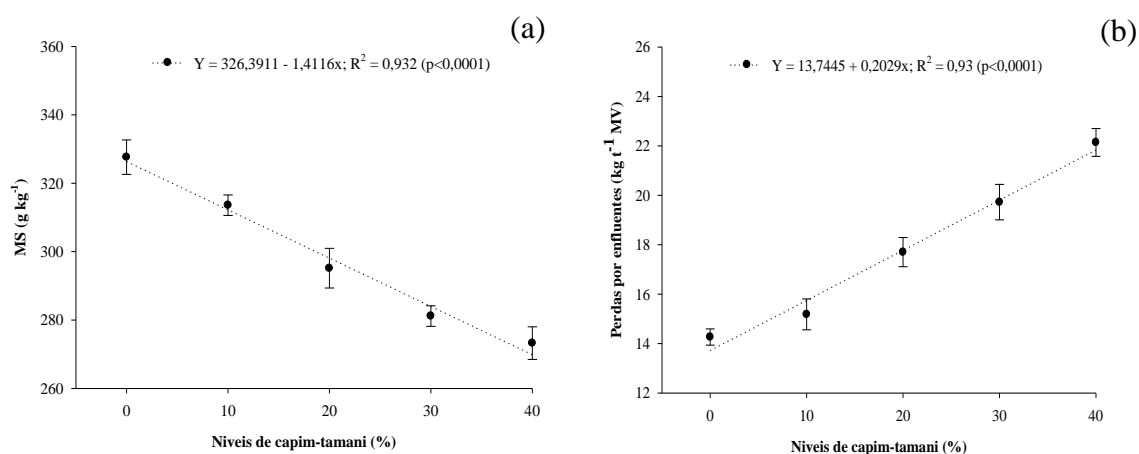 (a)
Y = 326,3911 - 1,4116x; R² = 0,932 (p<0,0001)
MS (g kg⁻¹)
360
340
320
300
280
260
0 10 20 30 40
Niveis de capim-tamani (%)
(b)
Y = 13,7445 + 0,2029x; R² = 0,93 (p<0,0001)
Perdas por enfluentes (kg t⁻¹ MV)
26
24
22
20
18
16
14
12
0 10 20 30 40
Niveis de capim-tamani (%)